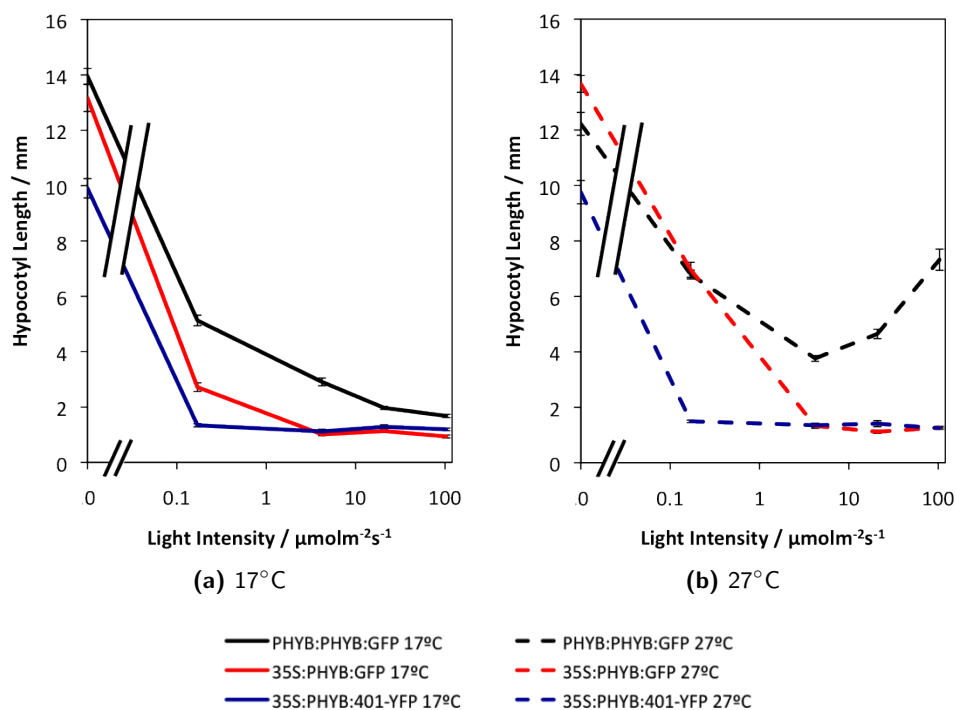 16
14
12
10
8
6
4
2
0
Hypocotyl Length / mm
.0 0.1 1 10 100
Light Intensity / µmolm-2s-1
(a) 17°C
16
14
12
10
8
6
4
2
0
Hypocotyl Length / mm
.0 0.1 1 10 100
Light Intensity / µmolm-2s-1
(b) 27°C
PHYB:PHYB:GFP 17ºC
35S:PHYB:GFP 17ºC
35S:PHYB:401-YFP 17ºC
PHYB:PHYB:GFP 27ºC
35S:PHYB:GFP 27ºC
35S:PHYB:401-YFP 27ºC